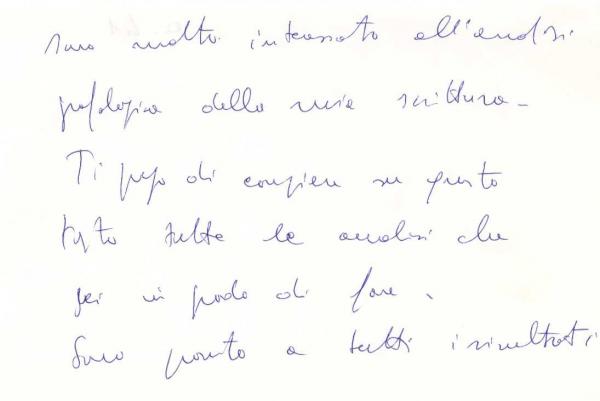 Sono molto interessato all'analisi
grafologica della mia scrittura.
Ti prego di compiere su questo
testo tutte le analisi che
sei in grado di fare.
Sono pronto a tutti i risultati